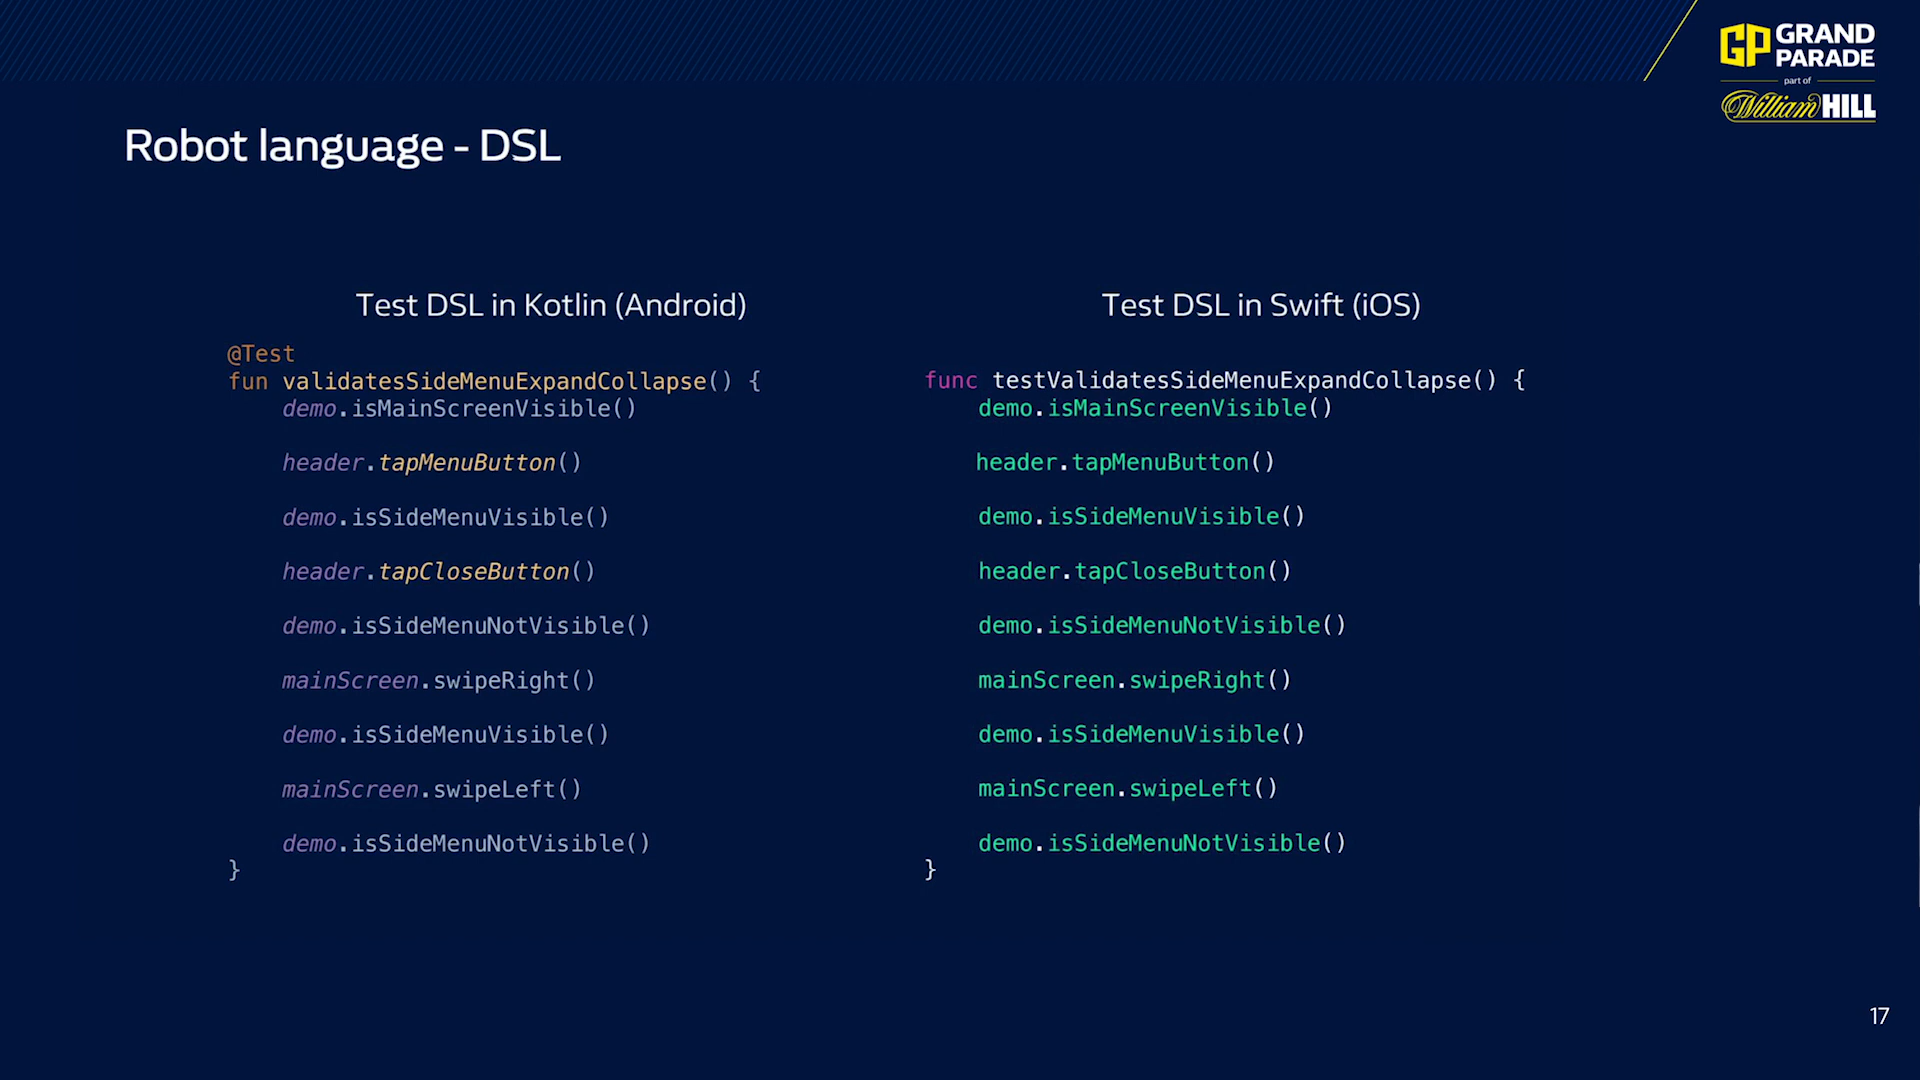 GRAND
PARADE
part of
William HILL
Robot language - DSL
Test DSL in Kotlin (Android)
@Test
fun validatesSideMenuExpandCollapse() {
demo.isMainScreenVisible()
header.tapMenuButton()
demo.isSideMenuVisible()
header.tapCloseButton()
demo.isSideMenuNotVisible()
mainScreen.swipeRight()
demo.isSideMenuVisible()
mainScreen.swipeLeft()
demo.isSideMenuNotVisible()
}
Test DSL in Swift (iOS)
func testValidatesSideMenuExpandCollapse() {
demo.isMainScreenVisible()
header.tapMenuButton()
demo.isSideMenuVisible()
header.tapCloseButton()
demo.isSideMenuNotVisible()
mainScreen.swipeRight()
demo.isSideMenuVisible()
mainScreen.swipeLeft()
demo.isSideMenuNotVisible()
}
17